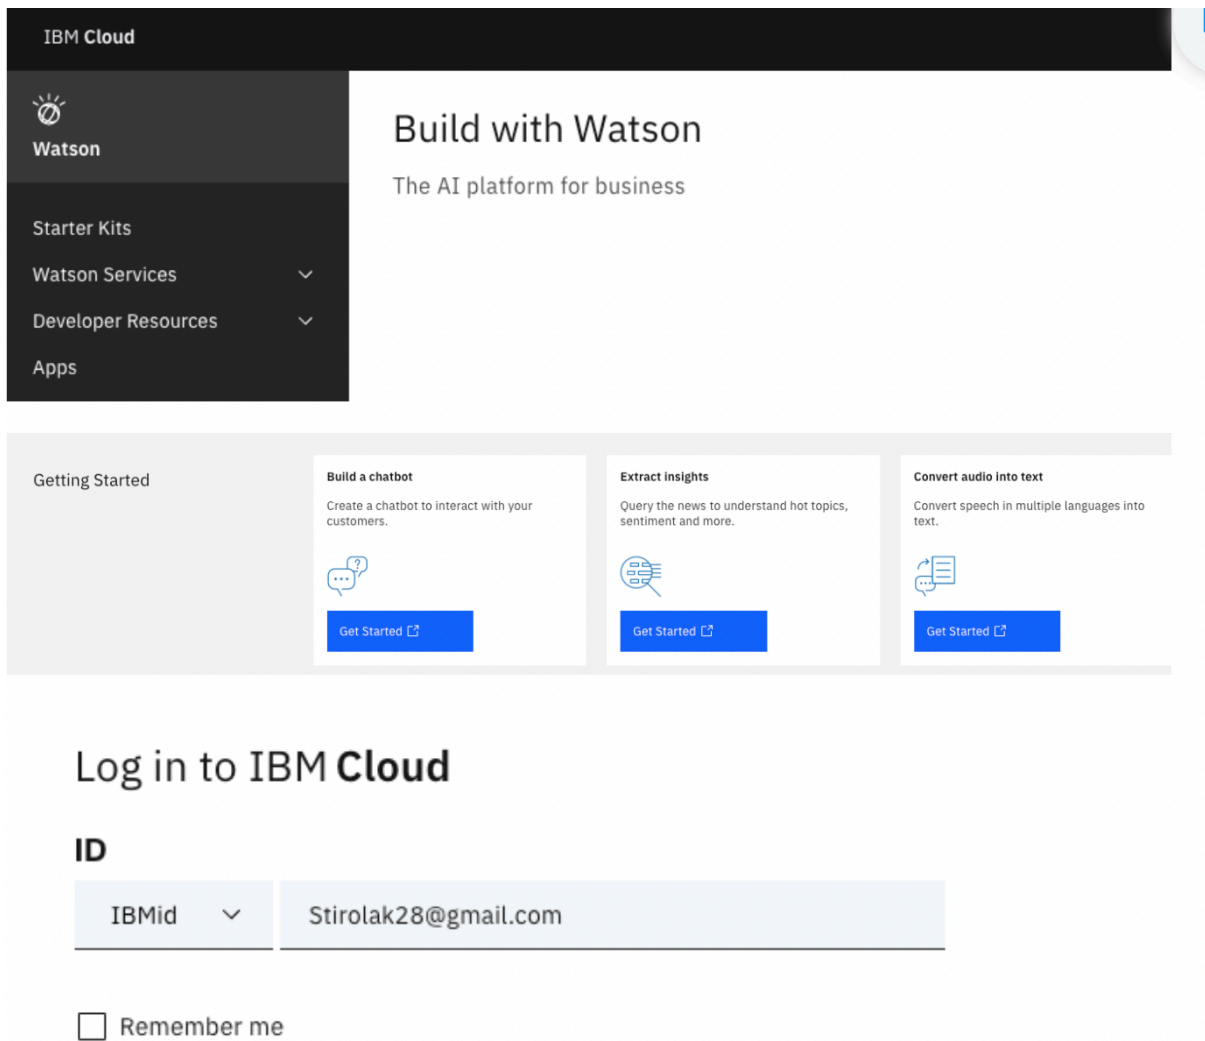 IBM Cloud
Watson
Starter Kits
Watson Services
Developer Resources
Apps
Build with Watson
The AI platform for business
Getting Started
Build a chatbot
Create a chatbot to interact with your
customers.
?
Get Started
Extract insights
Query the news to understand hot topics,
sentiment and more.
Get Started
Convert audio into text
Convert speech in multiple languages into
text.
Get Started
Log in to IBM Cloud
ID
IBMid
Stirolak28@gmail.com
Remember me